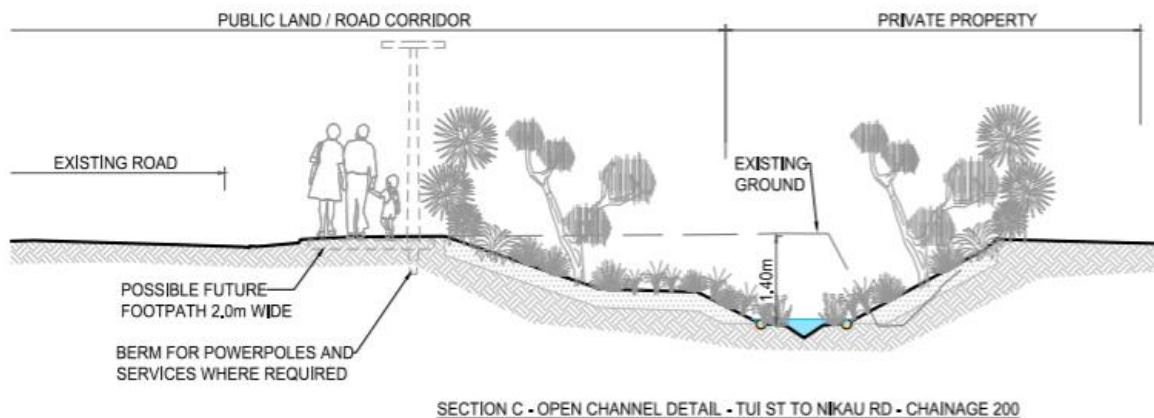 PUBLIC LAND / ROAD CORRIDOR
PRIVATE PROPERTY
EXISTING ROAD
EXISTING
GROUND
1.40m
POSSIBLE FUTURE
FOOTPATH 2.0m WIDE
BERM FOR POWERPOLES AND
SERVICES WHERE REQUIRED
SECTION C - OPEN CHANNEL DETAIL - TUI ST TO NIKAU RD - CHAINAGE 200